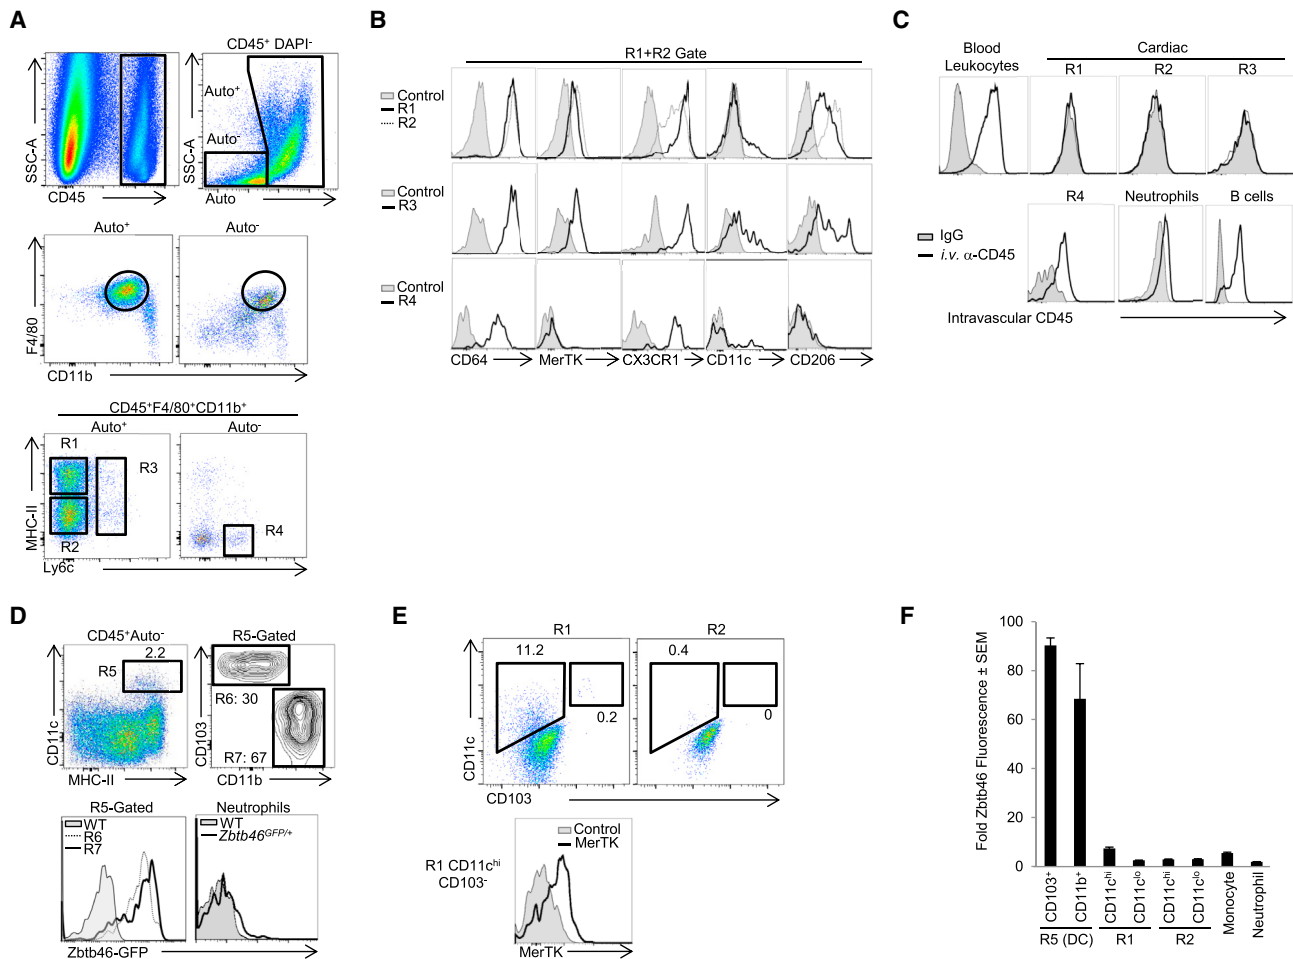 A
CD45⁺ DAPI⁻
Auto⁺
Auto⁻
SSC-A
SSC-A
CD45
Auto
Auto⁺
Auto⁻
F4/80
CD11b
CD45⁺F4/80⁺CD11b⁺
Auto⁺
Auto⁻
R1
R3
R2
R4
MHC-II
Ly6c
B
R1+R2 Gate
Control
R1
R2
Control
R3
Control
R4
CD64
MerTK
CX3CR1
CD11c
CD206
C
Blood Leukocytes
Cardiac
R1
R2
R3
R4
Neutrophils
B cells
IgG
i.v. α-CD45
Intravascular CD45
D
CD45⁺Auto⁻
2.2
R5
CD11c
MHC-II
R5-Gated
R6: 30
R7: 67
CD103
CD11b
R5-Gated
WT
R6
R7
Neutrophils
WT
Zbtb46GFP/+
Zbtb46-GFP
E
R1
R2
11.2
0.2
0.4
0
CD11c
CD103
R1 CD11chi
CD103⁻
Control
MerTK
MerTK
F
Fold Zbtb46 Fluorescence ± SEM
100
80
60
40
20
0
CD103⁺
CD11b⁺
CD11chi
CD11clo
CD11chi
CD11clo
Monocyte
Neutrophil
R5 (DC)
R1
R2